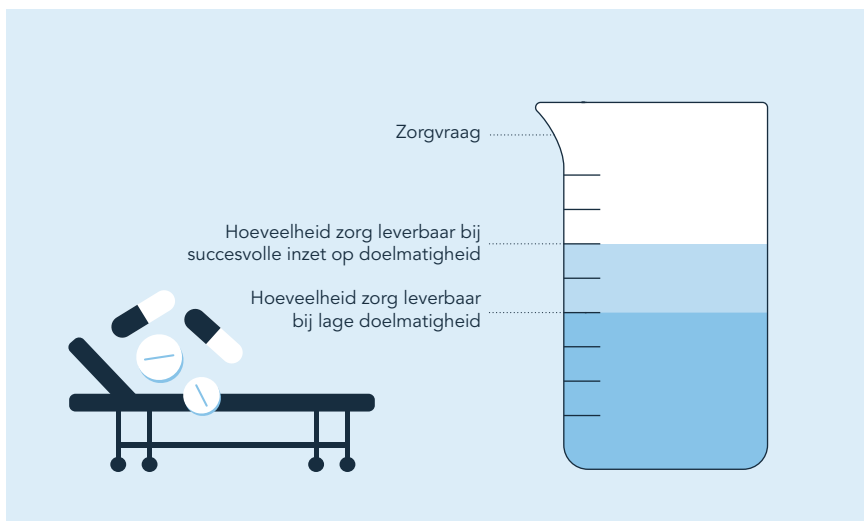 Zorgvraag
Hoeveelheid zorg leverbaar bij
succesvolle inzet op doelmatigheid
Hoeveelheid zorg leverbaar
bij lage doelmatigheid